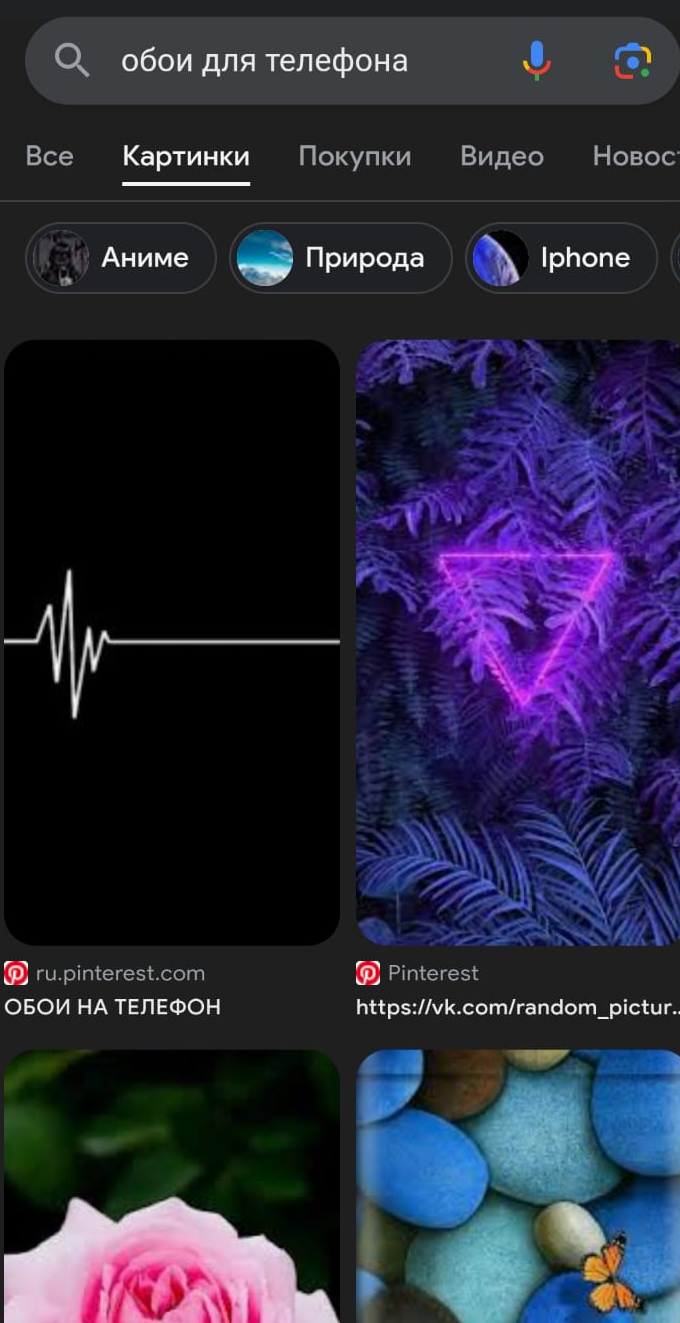 обои для телефона
Все Картинки Покупки Видео Новос
Аниме Природа Iphone
ru.pinterest.com Pinterest
ОБОИ НА ТЕЛЕФОН https://vk.com/random_pictur..